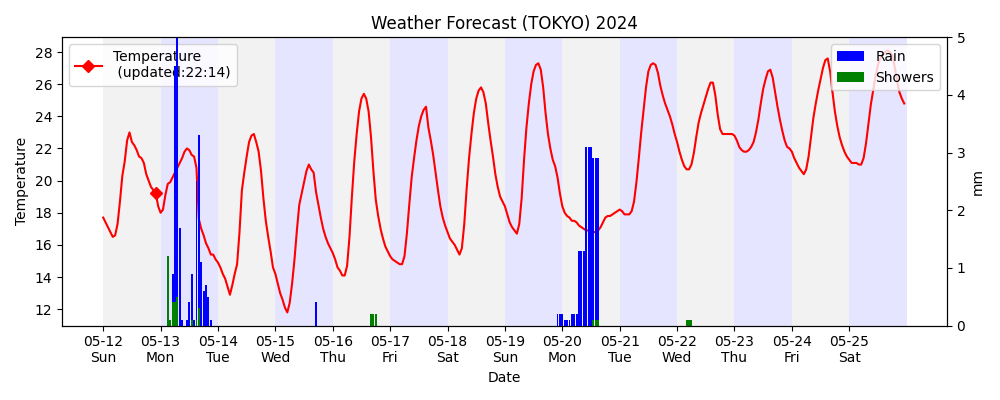 Weather Forecast (TOKYO) 2024
Temperature
(updated:22:14)
Rain
Showers
Temperature
28
26
24
22
20
18
16
14
12
5
4
3
2
1
0
mm
05-12 05-13 05-14 05-15 05-16 05-17 05-18 05-19 05-20 05-21 05-22 05-23 05-24 05-25
Sun Mon Tue Wed Thu Fri Sat Sun Mon Tue Wed Thu Fri Sat
Date